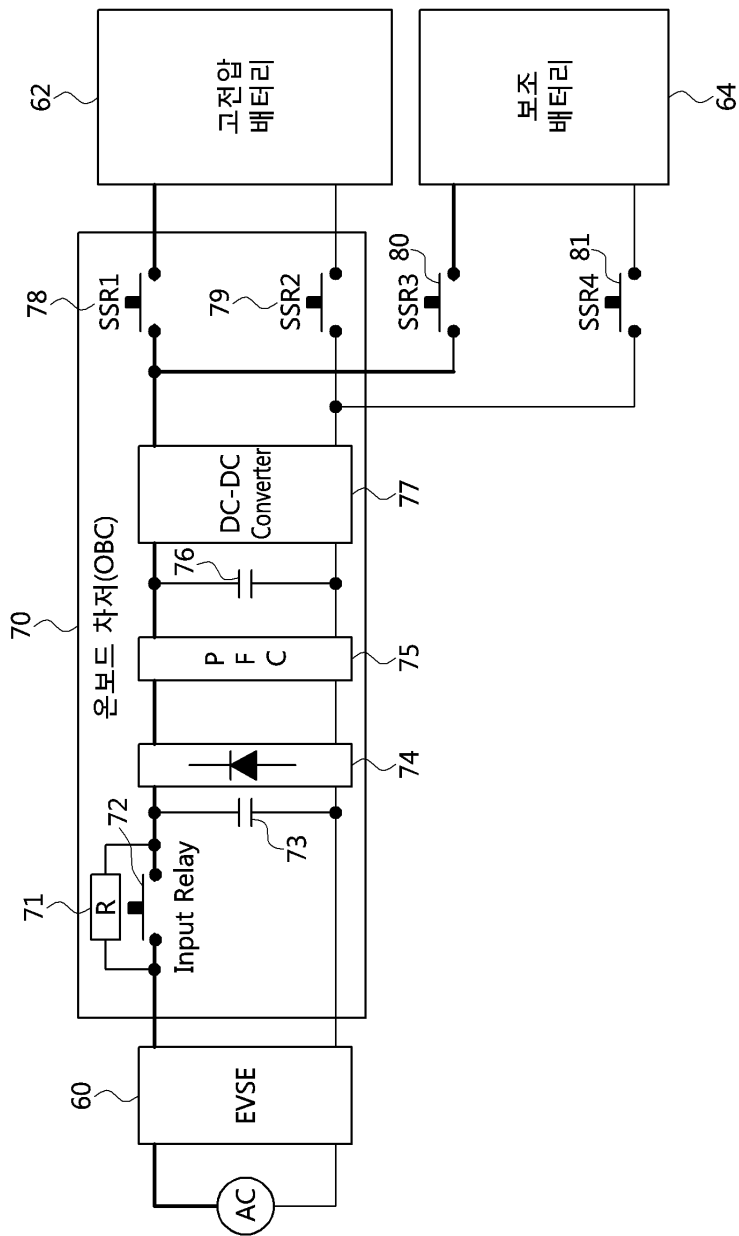 62
고전압
배터리
보조
배터리
64
78
SSR1
79
SSR2
80
SSR3
81
SSR4
70
온보드 차저(OBC)
DC-DC
Converter
77
76
P
F
C
75
74
71
R
72
73
Input Relay
60
EVSE
AC